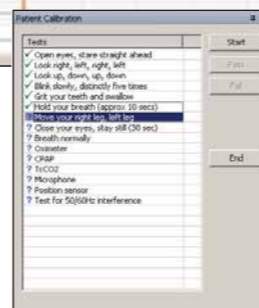 Patient Calibration
Tests
Start
Open eyes, stare straight ahead
Look right, left, right, left
Pass
Look up, down, up, down
Blink slowly, distinctly five times
Fail
Grit your teeth and swallow
Hold your breath (approx 10 secs)
Move your right leg, left leg
? Close your eyes, stay still (30 sec)
? Breath normally
? Oximeter
End
? CPAP
? TcCO2
? Microphone
? Position sensor
? Test for 50/60Hz interference